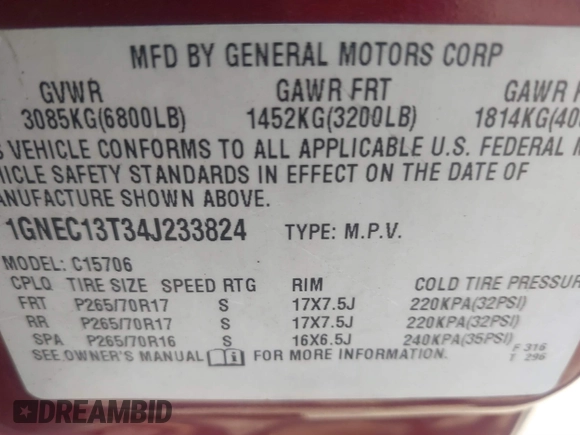 MFD BY GENERAL MOTORS CORP
GVWR GAWR FRT GAWR
3085KG(6800LB) 1452KG(3200LB) 1814KG(40
VEHICLE CONFORMS TO ALL APPLICABLE U.S. FEDERAL
HICLE SAFETY STANDARDS IN EFFECT ON THE DATE OF
ANUFACTURE SHOWN ABOVE.
1GNEC13T34J233824 TYPE: M.P.V.
MODEL: C15706
CPLQ TIRE SIZE SPEED RTG RIM COLD TIRE PRESSUR
FRT P265/70R17 S 17X7.5J 220KPA(32PSI)
RR P265/70R17 S 17X7.5J 220KPA(32PSI)
SPA P265/70R16 S 16X6.5J 240KPA(35PSI)
SEE OWNER'S MANUAL FOR MORE INFORMATION.
F 316
T 296
DREAMBID